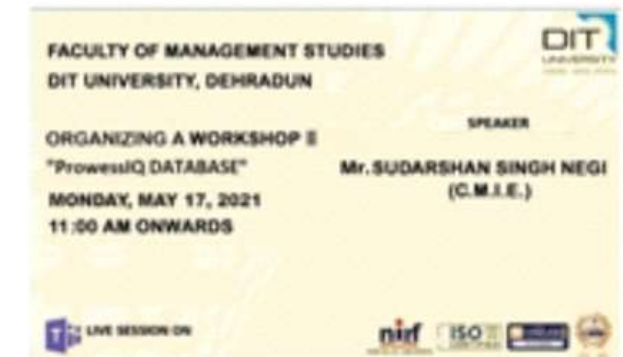 FACULTY OF MANAGEMENT STUDIES
DIT UNIVERSITY, DEHRADUN
DIT
UNIVERSITY
ORGANIZING A WORKSHOP
"ProwessIQ DATABASE"
MONDAY, MAY 17, 2021
11:00 AM ONWARDS
SPEAKER
Mr. SUDARSHAN SINGH NEGI
(C.M.I.E.)
LIVE SESSION ON
nirf
ISO